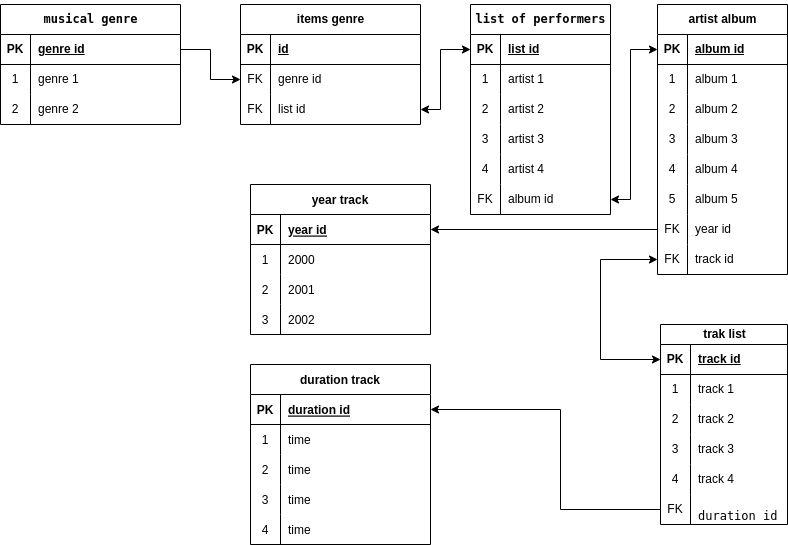 musical genre
PK genre id
1 genre 1
2 genre 2
items genre
PK id
FK genre id
FK list id
list of performers
PK list id
1 artist 1
2 artist 2
3 artist 3
4 artist 4
FK album id
artist album
PK album id
1 album 1
2 album 2
3 album 3
4 album 4
5 album 5
FK year id
FK track id
year track
PK year id
1 2000
2 2001
3 2002
trak list
PK track id
1 track 1
2 track 2
3 track 3
4 track 4
FK duration id
duration track
PK duration id
1 time
2 time
3 time
4 time